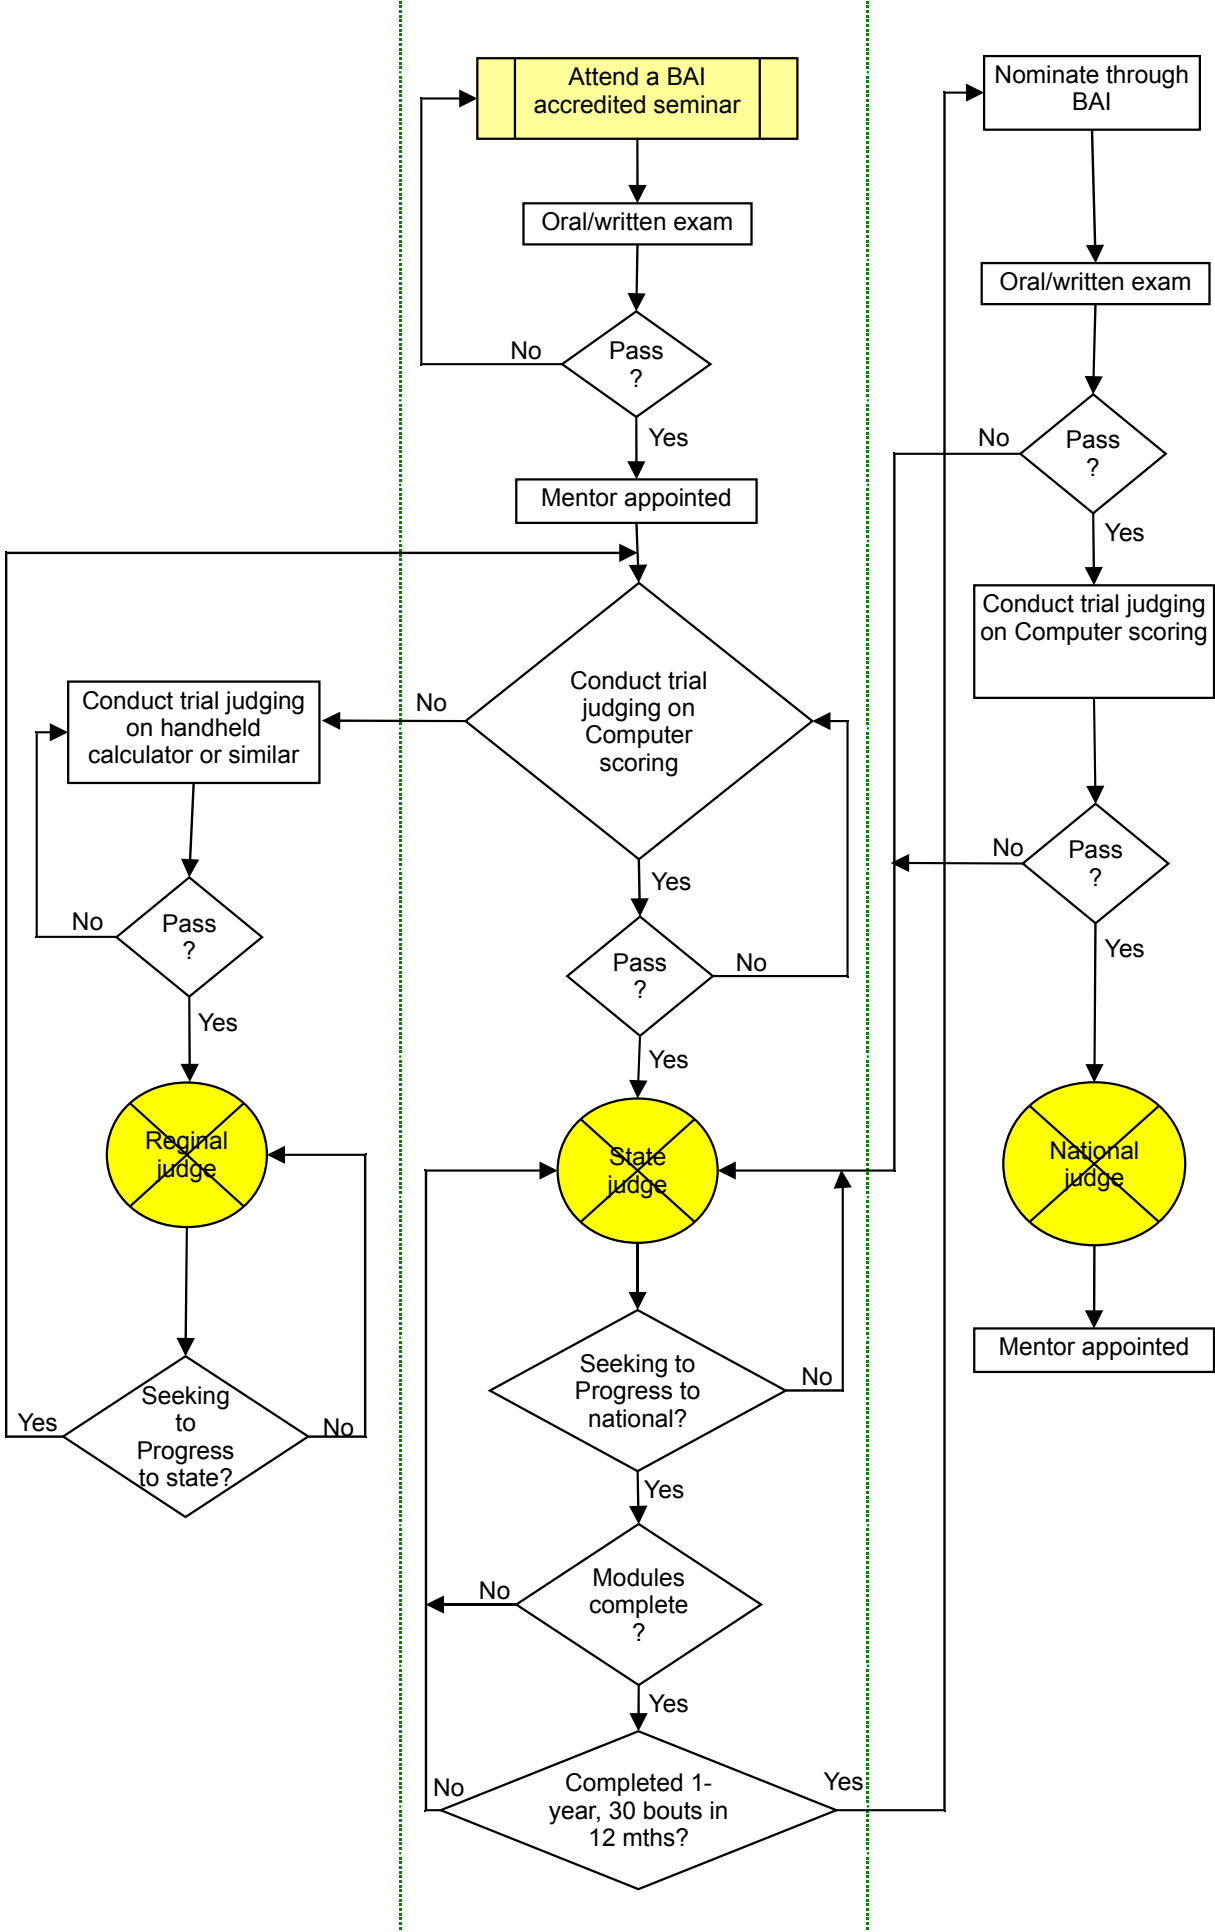 Attend a BAI
accredited seminar
Oral/written exam
No
Pass
?
Yes
Mentor appointed
Conduct trial
judging on
Computer
scoring
No
Yes
Pass
?
No
Yes
Conduct trial judging
on handheld
calculator or similar
No
Pass
?
Yes
Reginal
judge
Seeking
to
Progress
to state?
Yes
No
State
judge
Seeking to
Progress to
national?
No
Yes
Modules
complete
?
No
Yes
Completed 1-
year, 30 bouts in
12 mths?
No
Yes
Nominate through
BAI
Oral/written exam
No
Pass
?
Yes
Conduct trial judging
on Computer scoring
No
Pass
?
Yes
National
judge
Mentor appointed